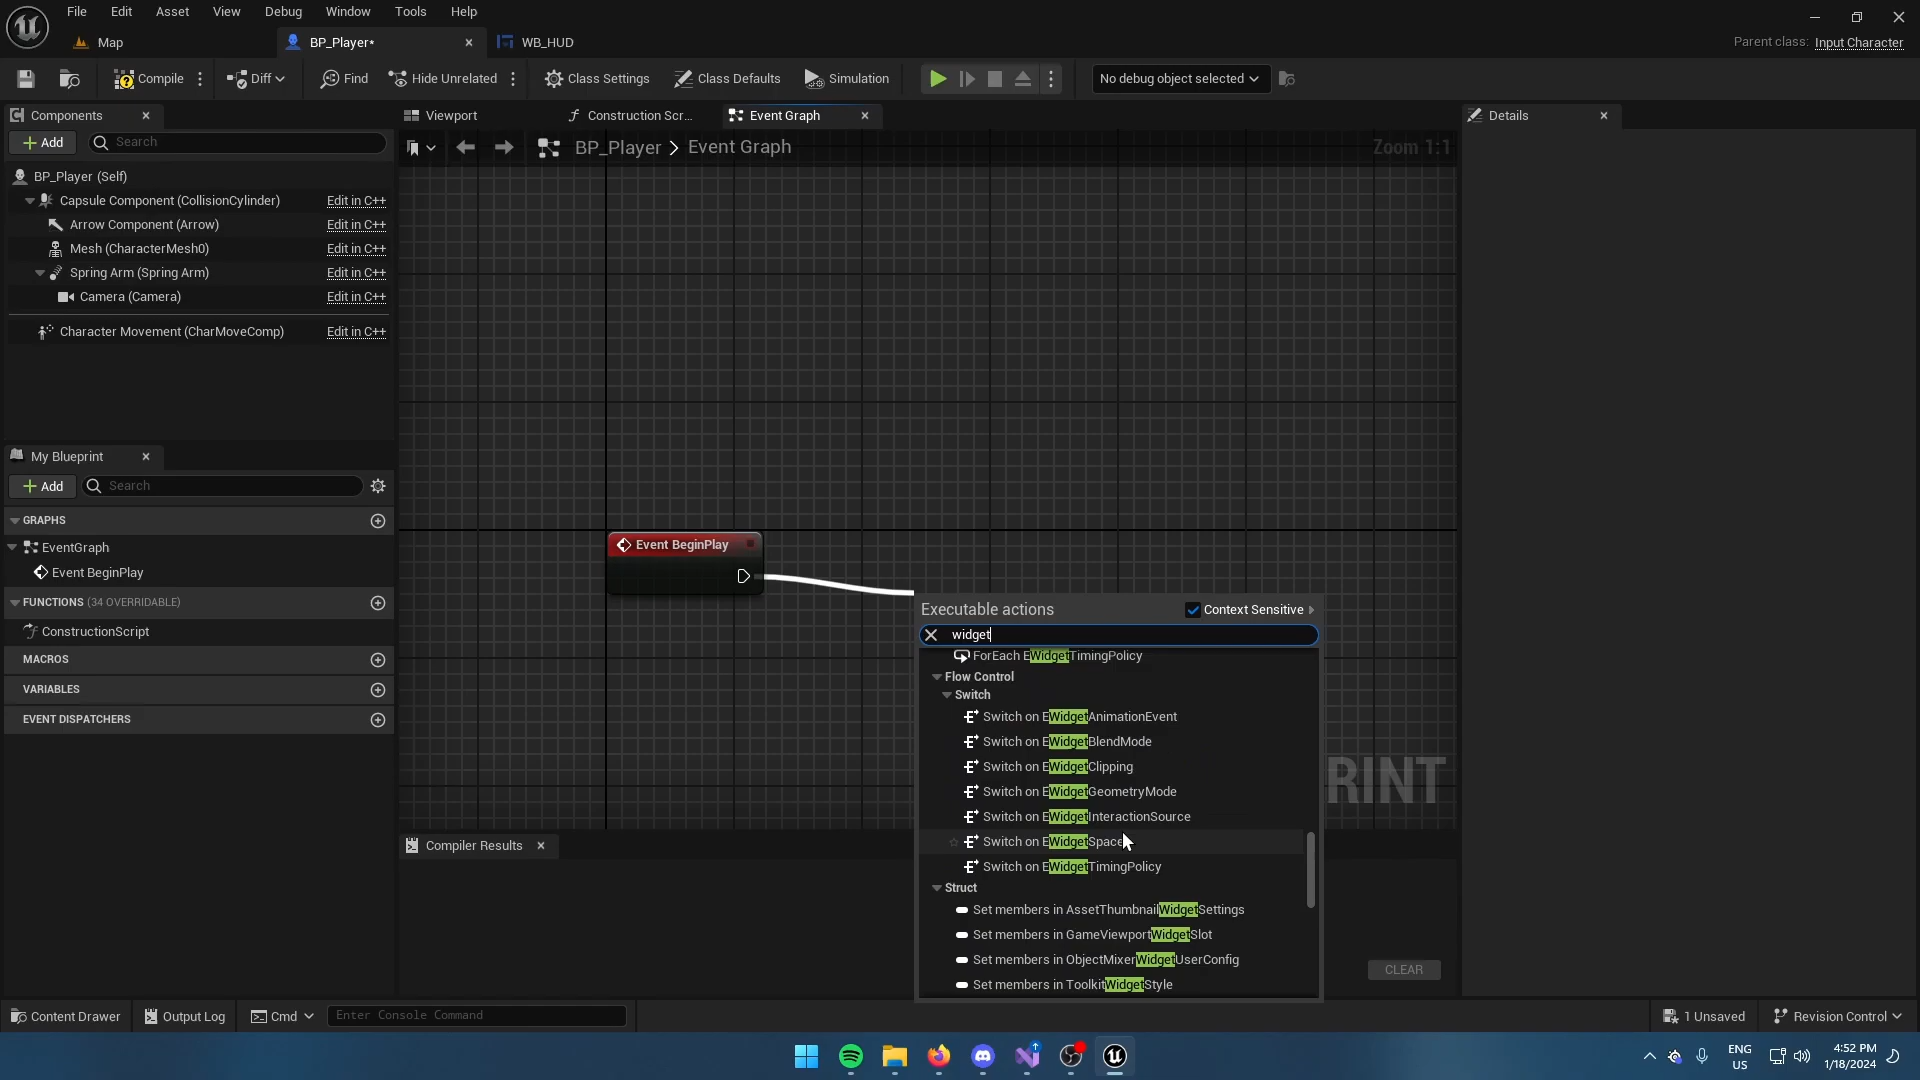 File Edit Asset View Debug Window Tools Help
Map BP_Player* WB_HUD
Parent class: Input Character
Compile Diff Find Hide Unrelated Class Settings Class Defaults Simulation No debug object selected
Components Viewport Construction Scr... Event Graph Details
Add Search
BP_Player > Event Graph
Zoom 1:1
BP_Player (Self)
Capsule Component (CollisionCylinder) Edit in C++
Arrow Component (Arrow) Edit in C++
Mesh (CharacterMesh0) Edit in C++
Spring Arm (Spring Arm) Edit in C++
Camera (Camera) Edit in C++
Character Movement (CharMoveComp) Edit in C++
My Blueprint
Add Search
GRAPHS
EventGraph
Event BeginPlay
FUNCTIONS (34 OVERRIDABLE)
ConstructionScript
MACROS
VARIABLES
EVENT DISPATCHERS
Event BeginPlay
Executable actions Context Sensitive
widget
ForEach EWidgetTimingPolicy
Flow Control
Switch
Switch on EWidgetAnimationEvent
Switch on EWidgetBlendMode
Switch on EWidgetClipping
Switch on EWidgetGeometryMode
Switch on EWidgetInteractionSource
Switch on EWidgetSpace
Switch on EWidgetTimingPolicy
Struct
Set members in AssetThumbnailWidgetSettings
Set members in GameViewportWidgetSlot
Set members in ObjectMixerWidgetUserConfig
Set members in ToolkitWidgetStyle
RINT
Compiler Results
CLEAR
Content Drawer Output Log Cmd Enter Console Command 1 Unsaved Revision Control
ENG
US
4:52 PM
1/18/2024